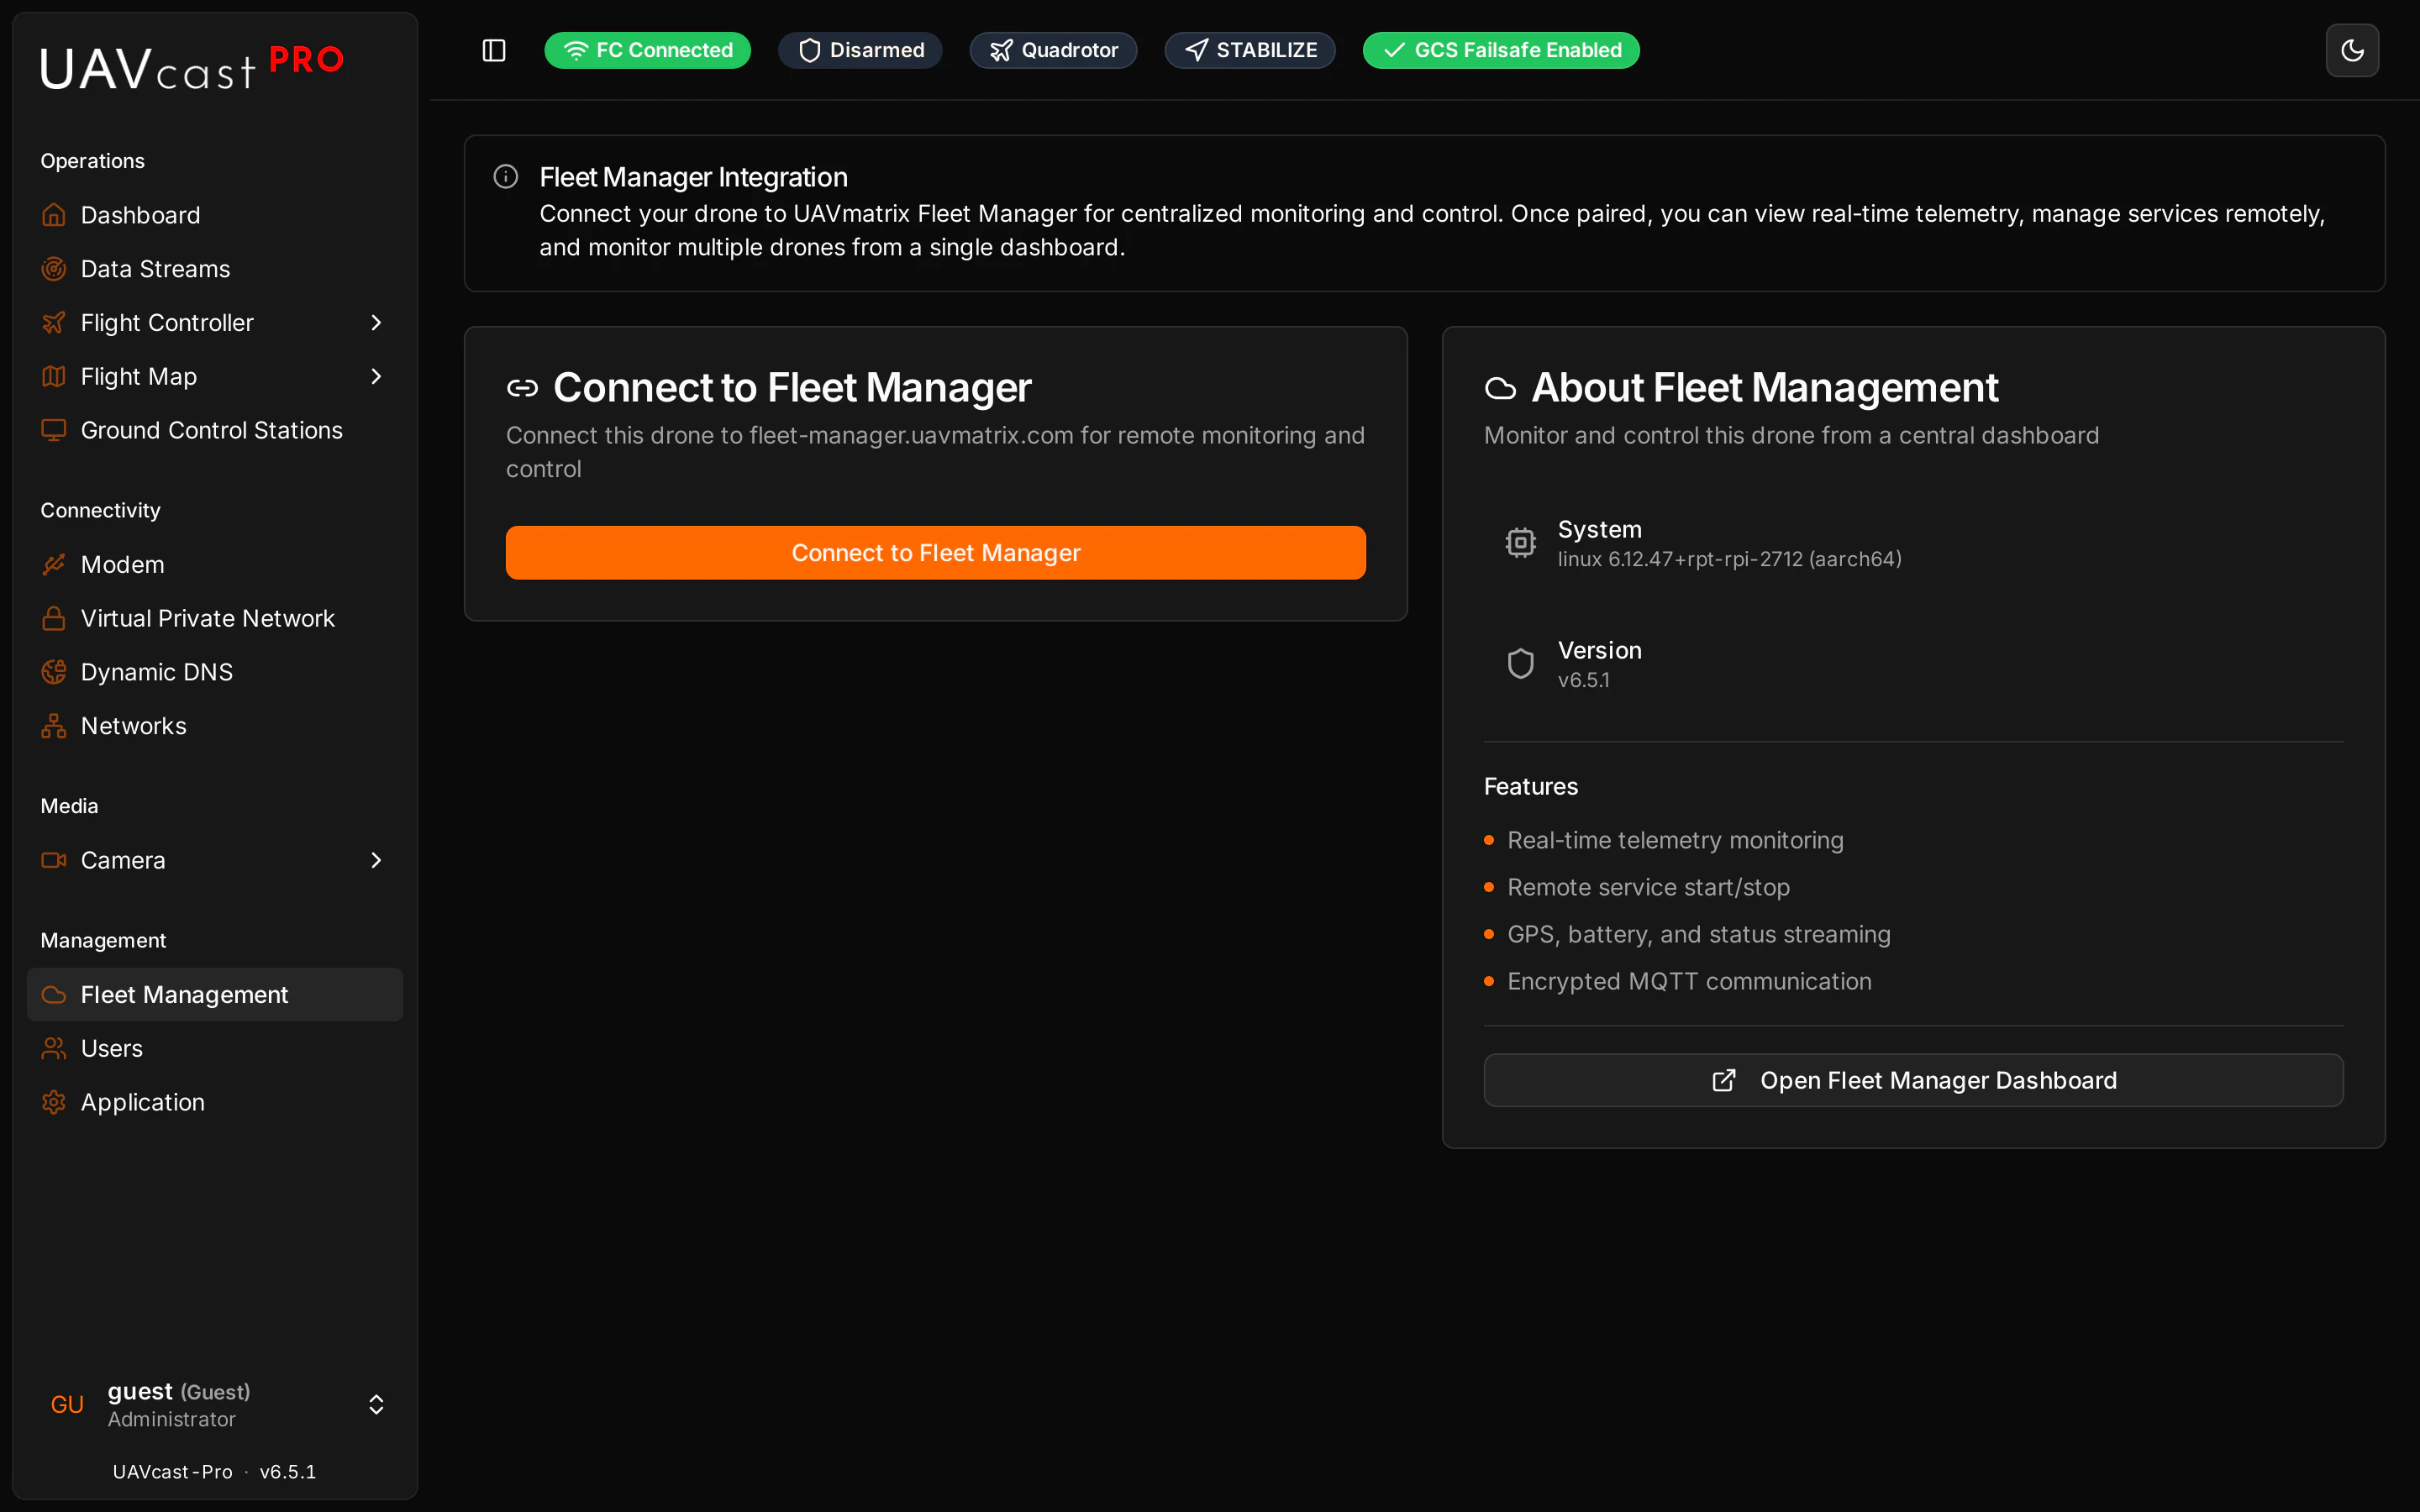 UAVcast PRO
Operations
Dashboard
Data Streams
Flight Controller
Flight Map
Ground Control Stations
Connectivity
Modem
Virtual Private Network
Dynamic DNS
Networks
Media
Camera
Management
Fleet Management
Users
Application
GU
guest (Guest)
Administrator
UAVcast-Pro · v6.5.1
FC Connected
Disarmed
Quadrotor
STABILIZE
GCS Failsafe Enabled
Fleet Manager Integration
Connect your drone to UAVmatrix Fleet Manager for centralized monitoring and control. Once paired, you can view real-time telemetry, manage services remotely,
and monitor multiple drones from a single dashboard.
Connect to Fleet Manager
Connect this drone to fleet-manager.uavmatrix.com for remote monitoring and
control
Connect to Fleet Manager
About Fleet Management
Monitor and control this drone from a central dashboard
System
linux 6.12.47+rpt-rpi-2712 (aarch64)
Version
v6.5.1
Features
Real-time telemetry monitoring
Remote service start/stop
GPS, battery, and status streaming
Encrypted MQTT communication
Open Fleet Manager Dashboard